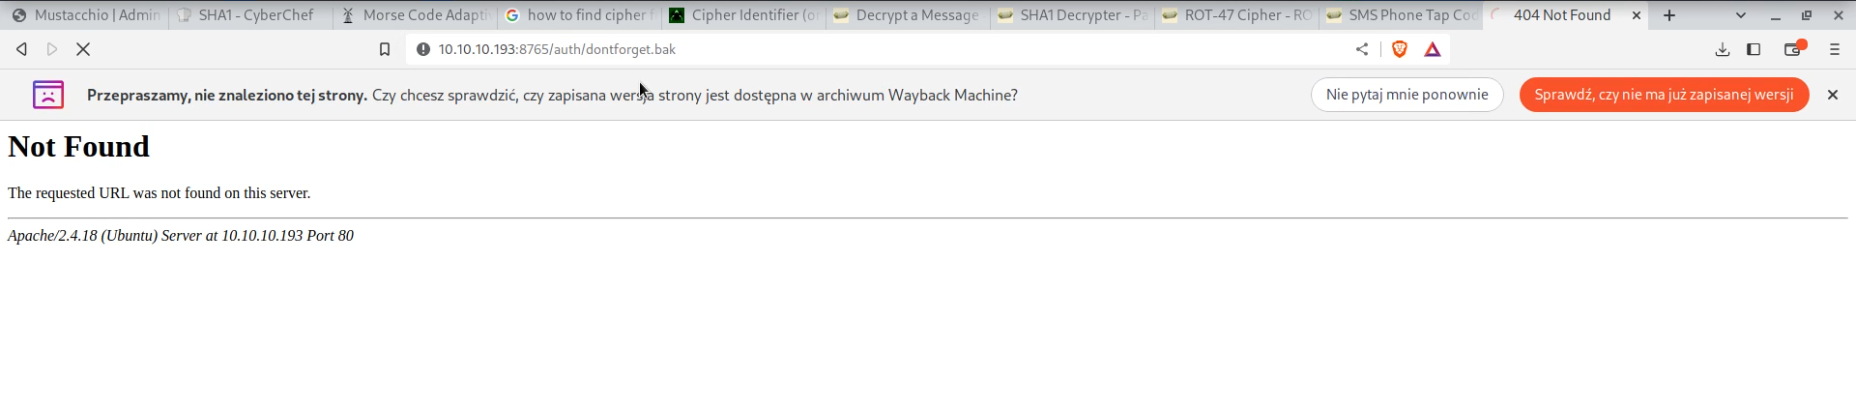 Mustacchio | Admin
SHA1 - CyberChef
Morse Code Adapti
how to find cipher
Cipher Identifier (o
Decrypt a Message
SHA1 Decrypter - Pa
ROT-47 Cipher - RO
SMS Phone Tap Cod
404 Not Found
10.10.10.193:8765/auth/dontforget.bak
Przepraszamy, nie znaleziono tej strony. Czy chcesz sprawdzić, czy zapisana wersja strony jest dostępna w archiwum Wayback Machine?
Nie pytaj mnie ponownie
Sprawdź, czy nie ma już zapisanej wersji
Not Found
The requested URL was not found on this server.
Apache/2.4.18 (Ubuntu) Server at 10.10.10.193 Port 80